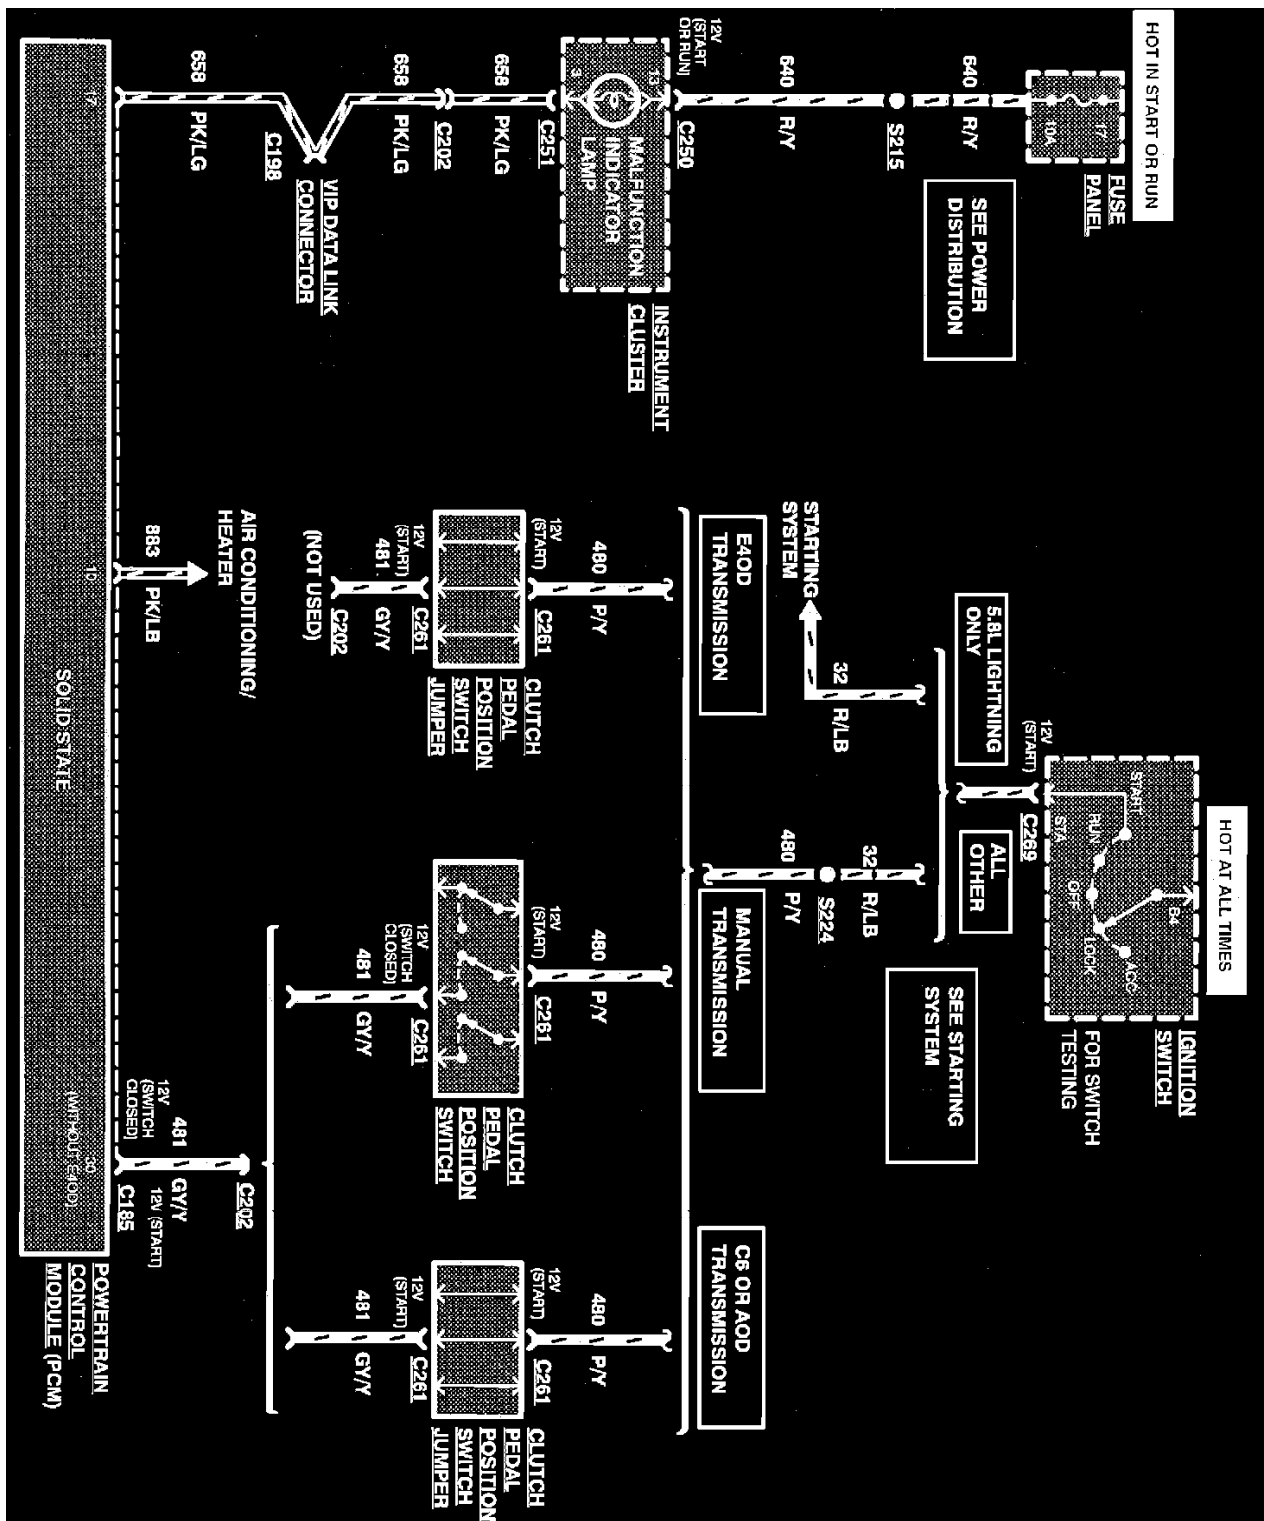 HOT IN START OR RUN
17
10A
FUSE
PANEL
640
R/Y
S215
SEE POWER
DISTRIBUTION
640
R/Y
12V
(START
OR RUN)
C250
13
3
MALFUNCTION
INDICATOR
LAMP
INSTRUMENT
CLUSTER
C251
658
PK/LG
C202
658
PK/LG
VIP DATA LINK
CONNECTOR
C198
658
PK/LG
17
HOT AT ALL TIMES
B4
ACC
LOCK
OFF
RUN
START
STA
IGNITION
SWITCH
FOR SWITCH
TESTING
12V
(START)
C269
5.8L LIGHTNING
ONLY
ALL
OTHER
SEE STARTING
SYSTEM
32
R/LB
STARTING
SYSTEM
32
R/LB
S224
480
P/Y
E4OD
TRANSMISSION
MANUAL
TRANSMISSION
C6 OR AOD
TRANSMISSION
480
P/Y
12V
(START)
C261
CLUTCH
PEDAL
POSITION
SWITCH
JUMPER
12V
(START)
C261
481
GY/Y
C202
(NOT USED)
480
P/Y
12V
(START)
C261
CLUTCH
PEDAL
POSITION
SWITCH
12V
(SWITCH
CLOSED)
C261
481
GY/Y
480
P/Y
12V
(START)
C261
CLUTCH
PEDAL
POSITION
SWITCH
JUMPER
12V
(START)
C261
481
GY/Y
AIR CONDITIONING/
HEATER
883
PK/LB
10
C202
481
GY/Y
12V
(SWITCH
CLOSED)
12V (START)
C185
30
(WITHOUT E4OD)
SOLID STATE
POWERTRAIN
CONTROL
MODULE (PCM)